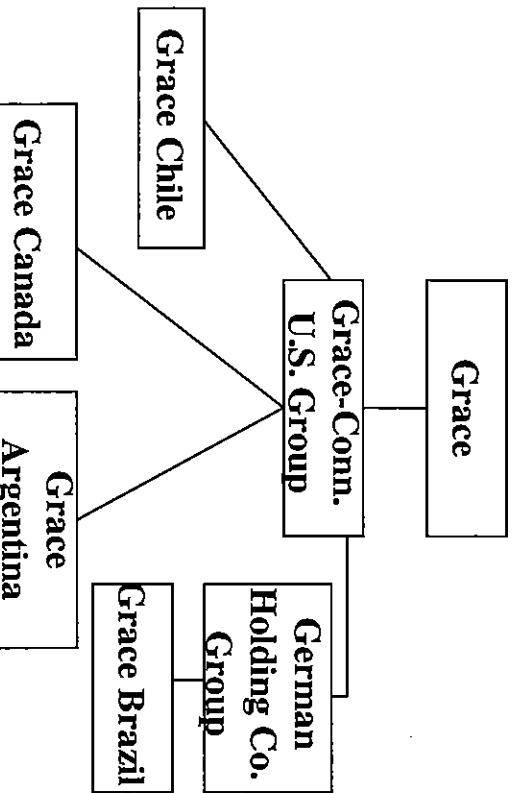 Grace
Grace-Conn.
U.S. Group
Grace Chile
German
Holding Co.
Group
Grace Canada
Grace
Argentina
Grace Brazil